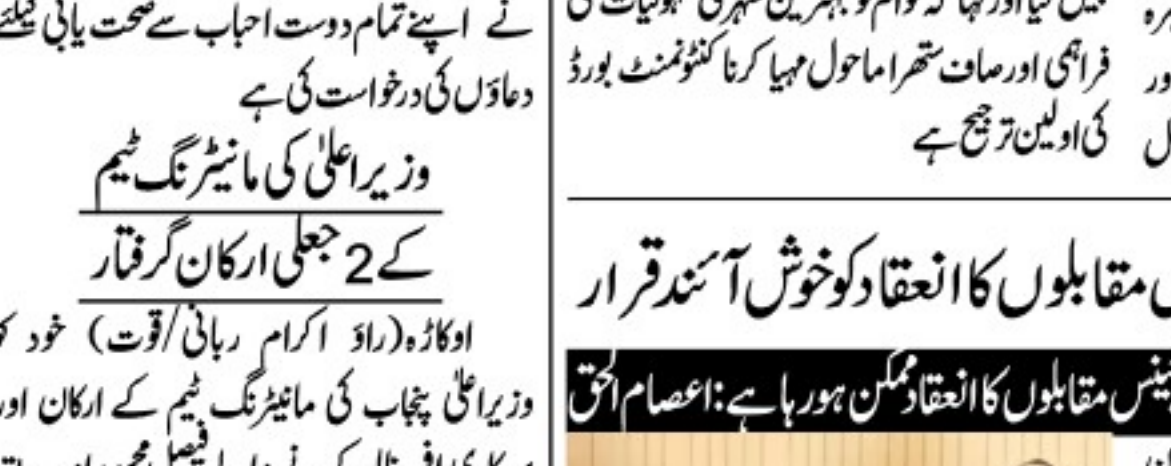 فراہمی اور صاف ستھرا ماحول مہیا کرنا کنٹونمنٹ بورڈ
کی اولین ترجیح ہے
مقابلوں کا انعقاد کو خوش آئند قرار
ٹینس مقابلوں کا انعقاد ممکن ہو رہا ہے: اعصام الحق
نے اپنے تمام دوست احباب سے صحت یابی کیلئے
دعاؤں کی درخواست کی ہے
وزیراعلیٰ کی مانیٹرنگ ٹیم
کے 2 جعلی ارکان گرفتار
اوکاڑہ (راؤ اکرام ربانی/قوت) خود کو
وزیراعلیٰ پنجاب کی مانیٹرنگ ٹیم کے ارکان اور